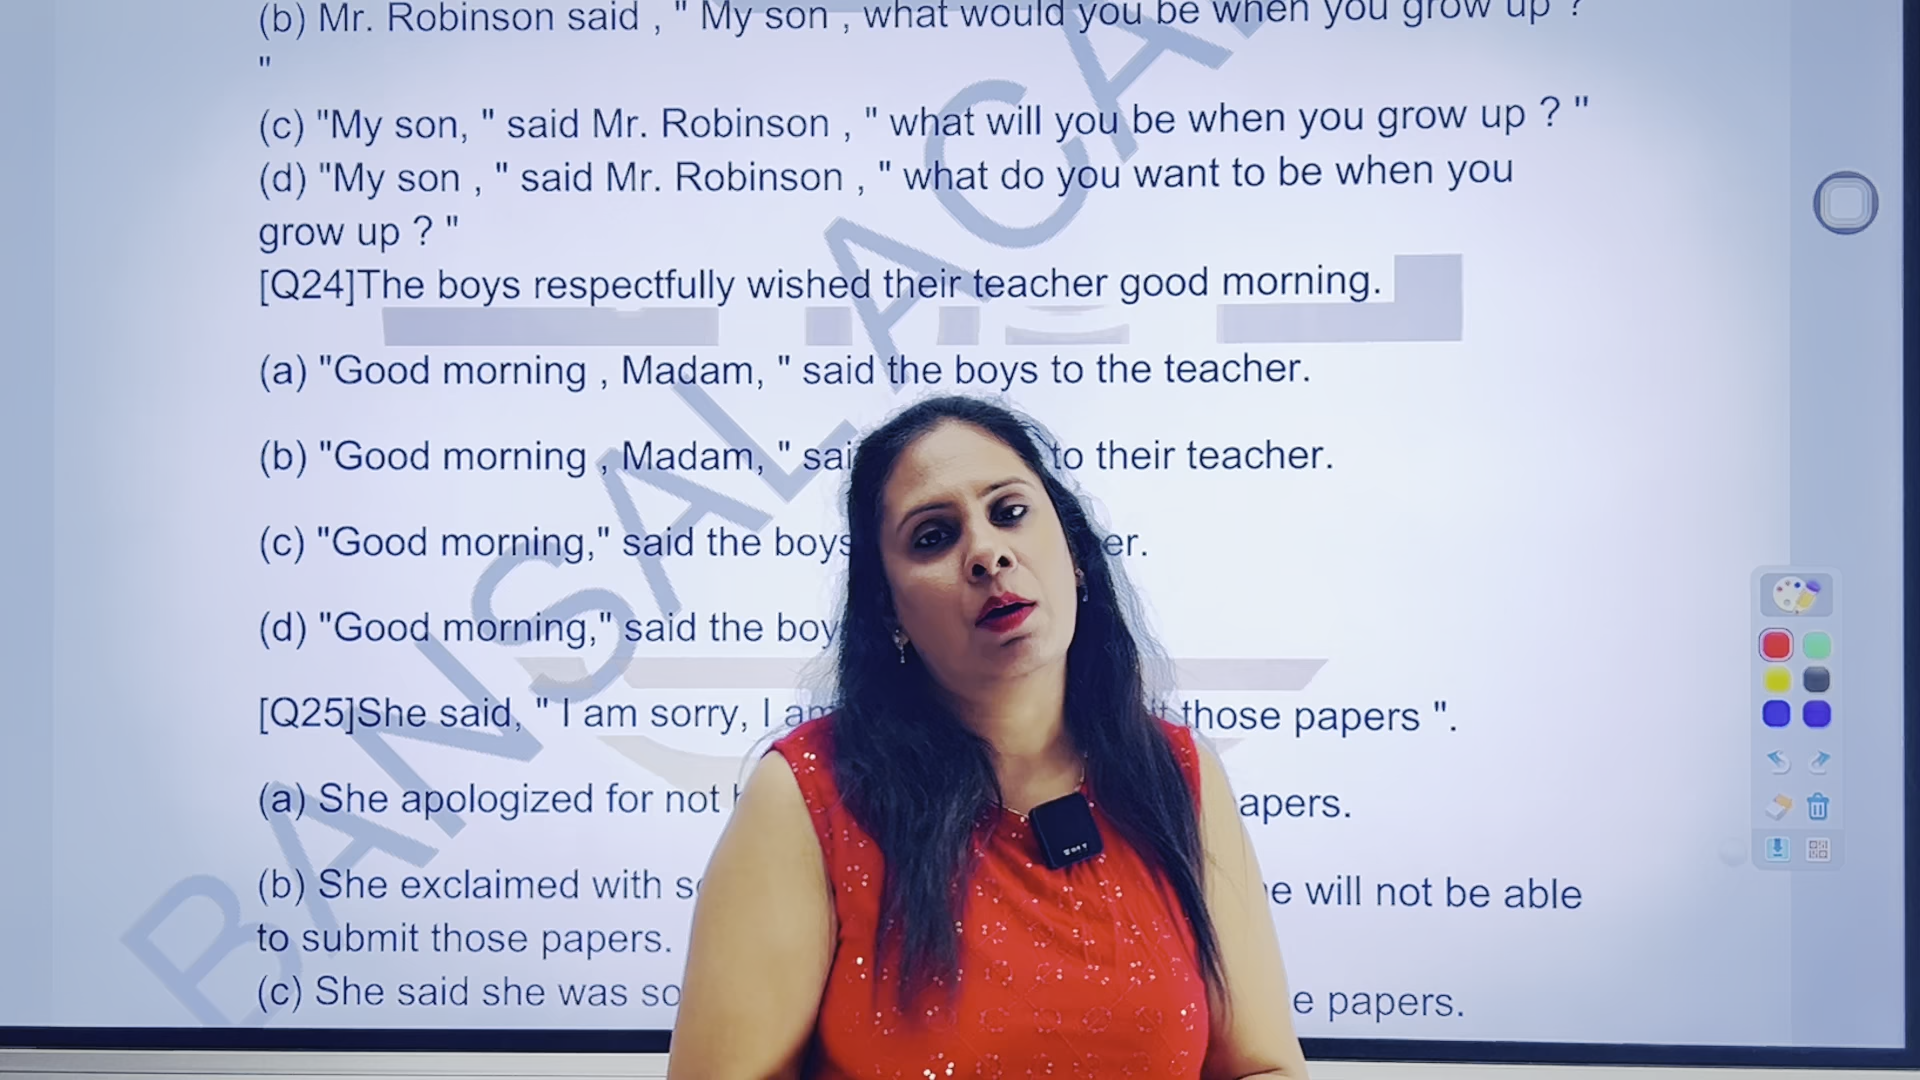 (b) Mr. Robinson said , " My son , what would you be when you grow up ?
"
(c) "My son, " said Mr. Robinson , " what will you be when you grow up ? "
(d) "My son , " said Mr. Robinson , " what do you want to be when you
grow up ? "
[Q24]The boys respectfully wished their teacher good morning.
(a) "Good morning , Madam, " said the boys to the teacher.
(b) "Good morning , Madam, " to their teacher.
(c) "Good morning," said the boys
(d) "Good morning," said the
[Q25]She said, " I am sorry, I am those papers ".
(a) She apologized for not
(b) She exclaimed with will not be able
to submit those papers.
(c) She said she was papers.
BANSAL